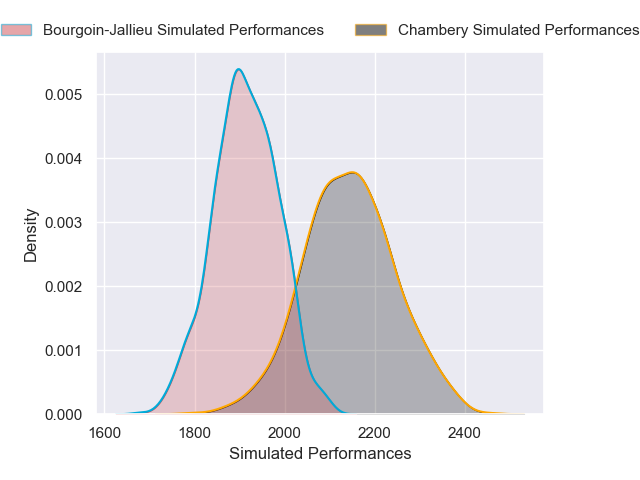 Bourgoin-Jallieu Simulated Performances Chambery Simulated Performances
0.005
0.004
0.003
0.002
0.001
0.000
Density
1600 1800 2000 2200 2400
Simulated Performances